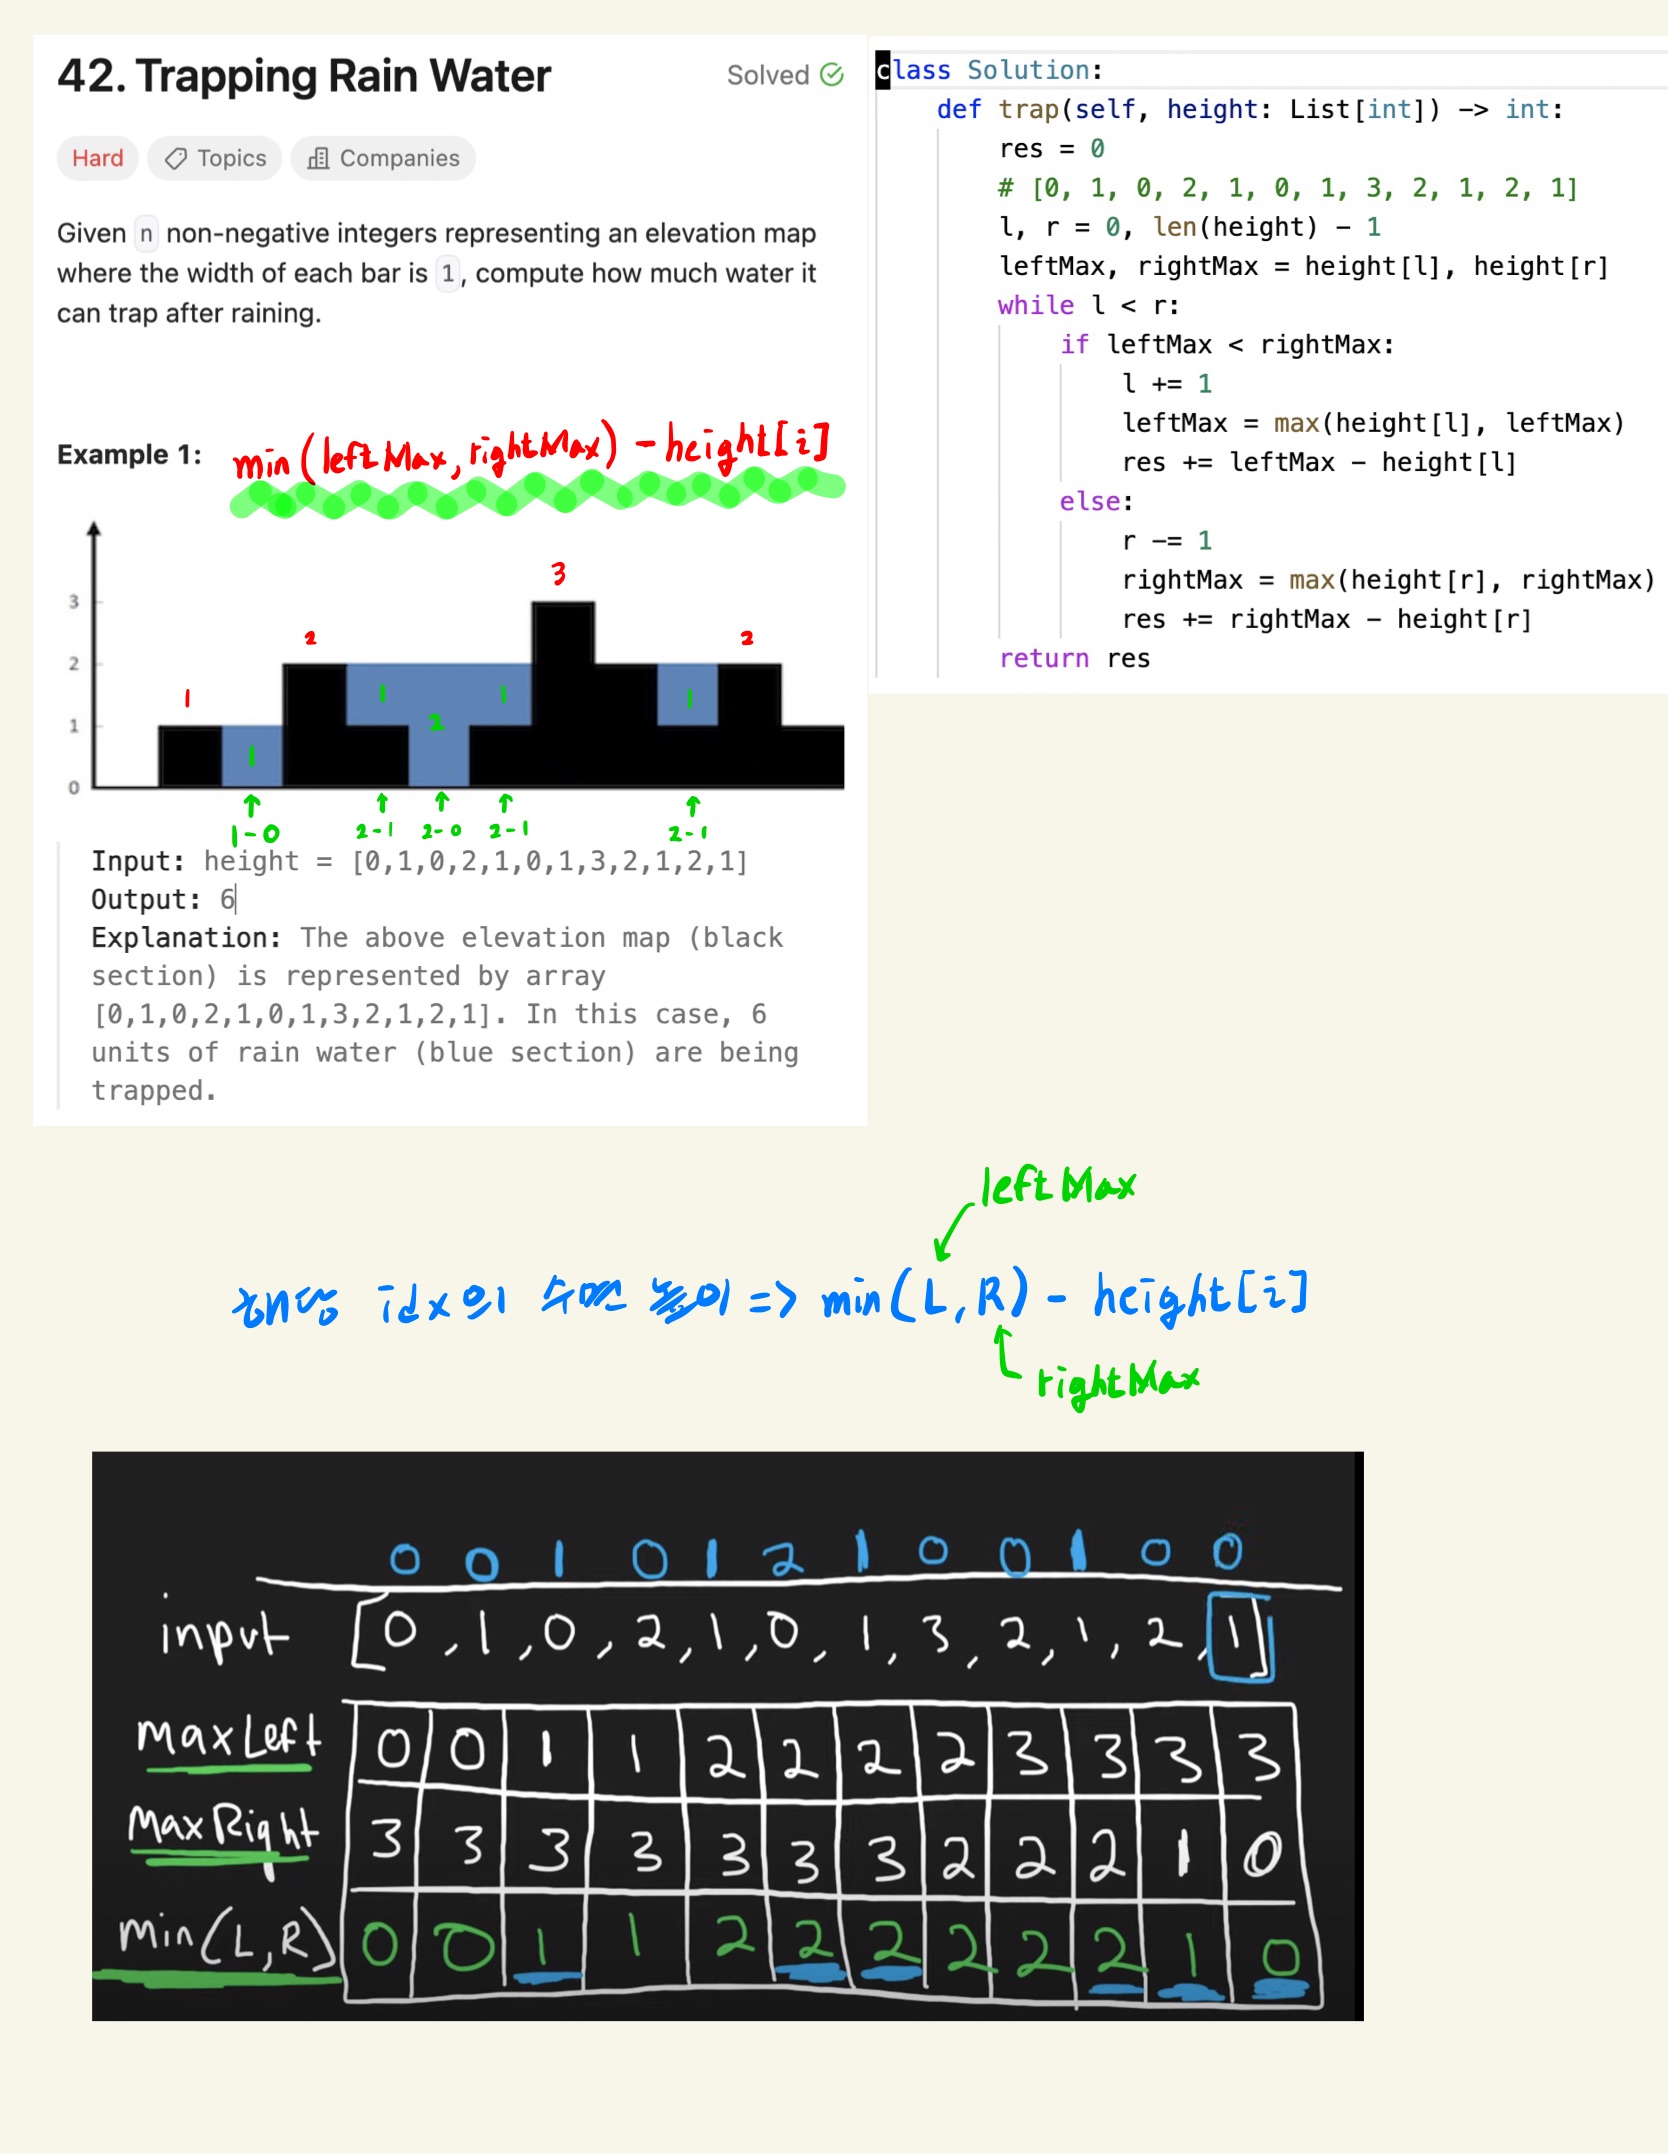 42. Trapping Rain Water
Solved
Hard Topics Companies
Given n non-negative integers representing an elevation map
where the width of each bar is 1, compute how much water it
can trap after raining.
Example 1:
min(leftMax, rightMax) - height[i]
3
3
2 2 2
1 1 1 1
2
1
1
0
1-0 2-1 2-0 2-1 2-1
Input: height = [0,1,0,2,1,0,1,3,2,1,2,1]
Output: 6
Explanation: The above elevation map (black
section) is represented by array
[0,1,0,2,1,0,1,3,2,1,2,1]. In this case, 6
units of rain water (blue section) are being
trapped.
class Solution:
def trap(self, height: List[int]) -> int:
res = 0
# [0, 1, 0, 2, 1, 0, 1, 3, 2, 1, 2, 1]
l, r = 0, len(height) - 1
leftMax, rightMax = height[l], height[r]
while l < r:
if leftMax < rightMax:
l += 1
leftMax = max(height[l], leftMax)
res += leftMax - height[l]
else:
r -= 1
rightMax = max(height[r], rightMax)
res += rightMax - height[r]
return res
leftMax
idx의 높이 => min(L,R) - height[i]
rightMax
0 0 1 0 1 2 1 0 0 1 0 0
input [0,1,0,2,1,0,1,3,2,1,2,1]
MaxLeft 0 0 1 1 2 2 2 2 3 3 3 3
MaxRight 3 3 3 3 3 3 3 2 2 2 1 0
Min(L,R) 0 0 1 1 2 2 2 2 2 2 1 0